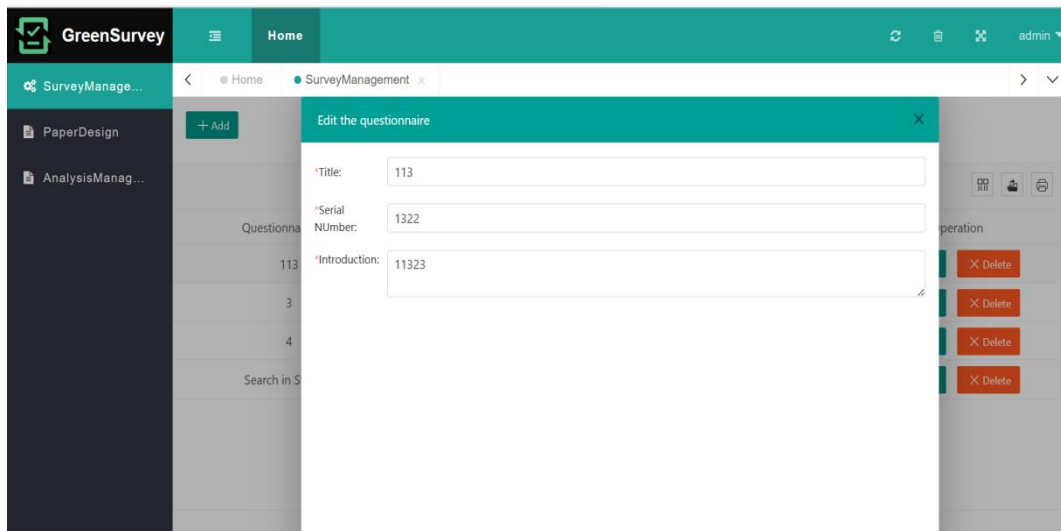 GreenSurvey
Home
admin
SurveyManage...
Home
SurveyManagement
PaperDesign
+ Add
Edit the questionnaire
AnalysisManag...
*Title:
113
*Serial
NUmber:
1322
Questionna
peration
*Introduction:
11323
113
Delete
3
Delete
4
Delete
Search in S
Delete